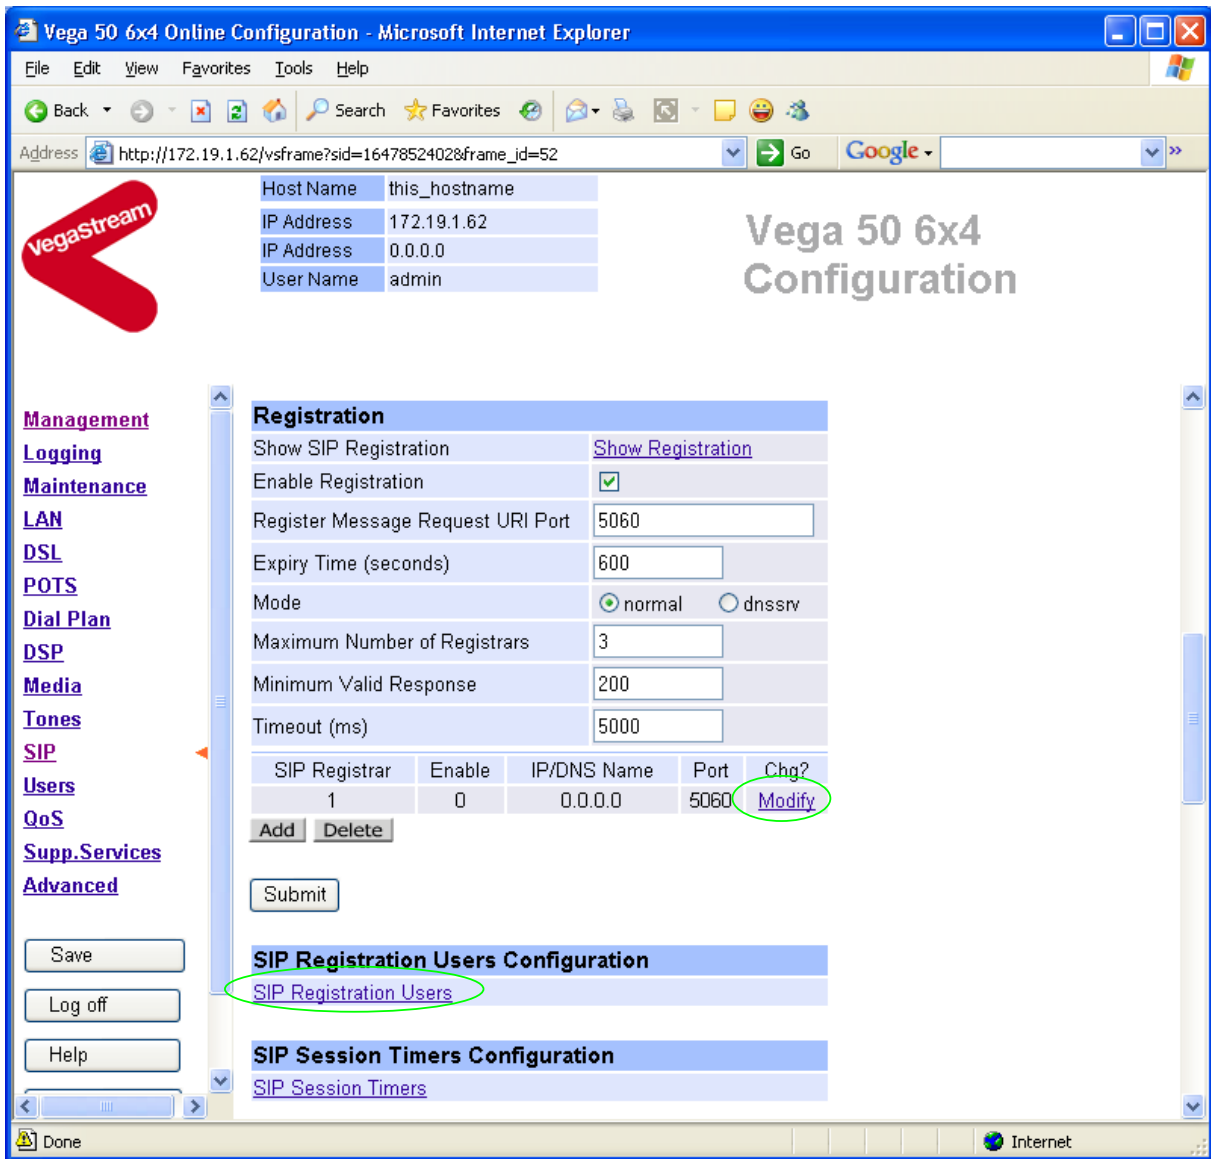 Vega 50 6x4 Online Configuration - Microsoft Internet Explorer
File Edit View Favorites Tools Help
Back Search Favorites
Address http://172.19.1.62/vsframe?sid=1647852402&frame_id=52 Go Google
VegaStream
Host Name this_hostname
IP Address 172.19.1.62
IP Address 0.0.0.0
User Name admin
Vega 50 6x4
Configuration
Management
Logging
Maintenance
LAN
DSL
POTS
Dial Plan
DSP
Media
Tones
SIP
Users
QoS
Supp.Services
Advanced
Save
Log off
Help
Registration
Show SIP Registration Show Registration
Enable Registration
Register Message Request URI Port 5060
Expiry Time (seconds) 600
Mode normal dnssrv
Maximum Number of Registrars 3
Minimum Valid Response 200
Timeout (ms) 5000
SIP Registrar Enable IP/DNS Name Port Chg?
1 0 0.0.0.0 5060 Modify
Add Delete
Submit
SIP Registration Users Configuration
SIP Registration Users
SIP Session Timers Configuration
SIP Session Timers
Done Internet